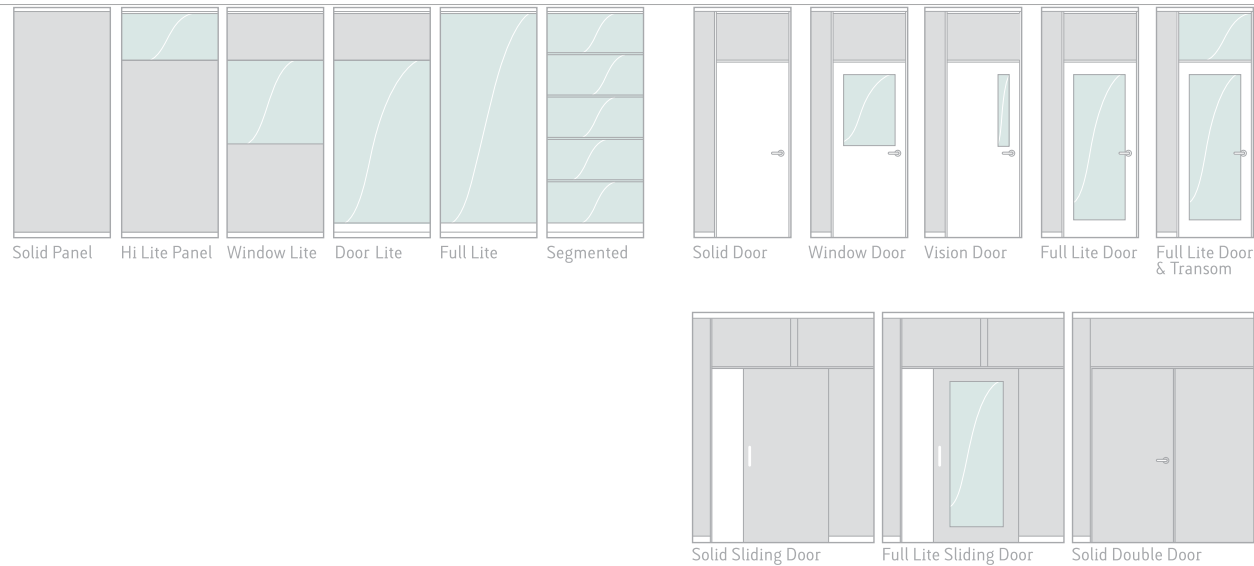 Solid Panel
Hi Lite Panel
Window Lite
Door Lite
Full Lite
Segmented
Solid Door
Window Door
Vision Door
Full Lite Door
Full Lite Door
& Transom
Solid Sliding Door
Full Lite Sliding Door
Solid Double Door